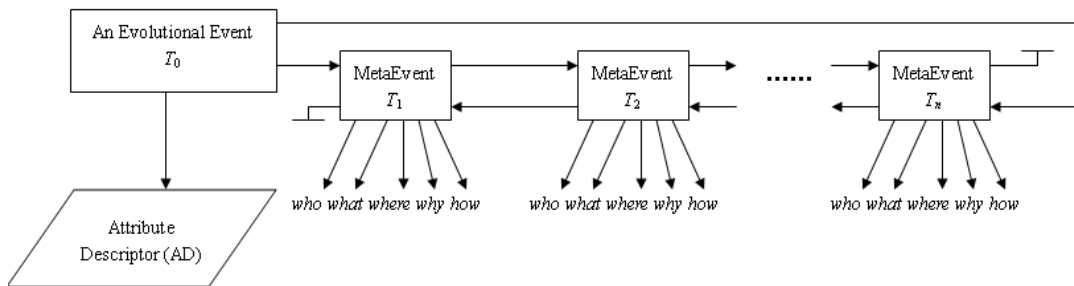 An Evolutional Event
T0
MetaEvent
T1
MetaEvent
T2
......
MetaEvent
Tn
who what where why how
who what where why how
who what where why how
Attribute
Descriptor (AD)